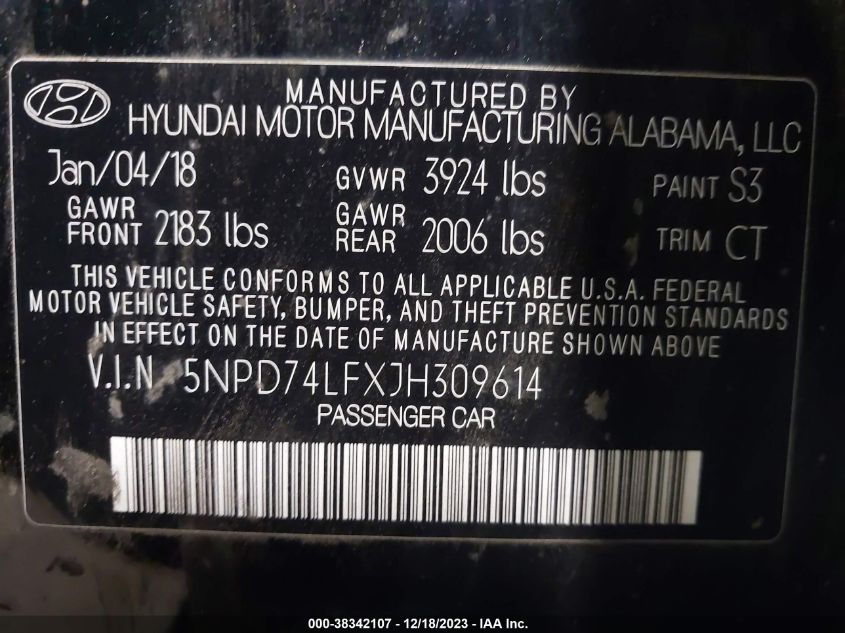 MANUFACTURED BY
HYUNDAI MOTOR MANUFACTURING ALABAMA, LLC
Jan/04/18 GVWR 3924 lbs PAINT S3
GAWR FRONT 2183 lbs GAWR REAR 2006 lbs TRIM CT
THIS VEHICLE CONFORMS TO ALL APPLICABLE U.S.A. FEDERAL
MOTOR VEHICLE SAFETY, BUMPER, AND THEFT PREVENTION STANDARDS
IN EFFECT ON THE DATE OF MANUFACTURE SHOWN ABOVE
V.I.N 5NPD74LFXJH309614
PASSENGER CAR
000-38342107 - 12/18/2023 - IAA Inc.